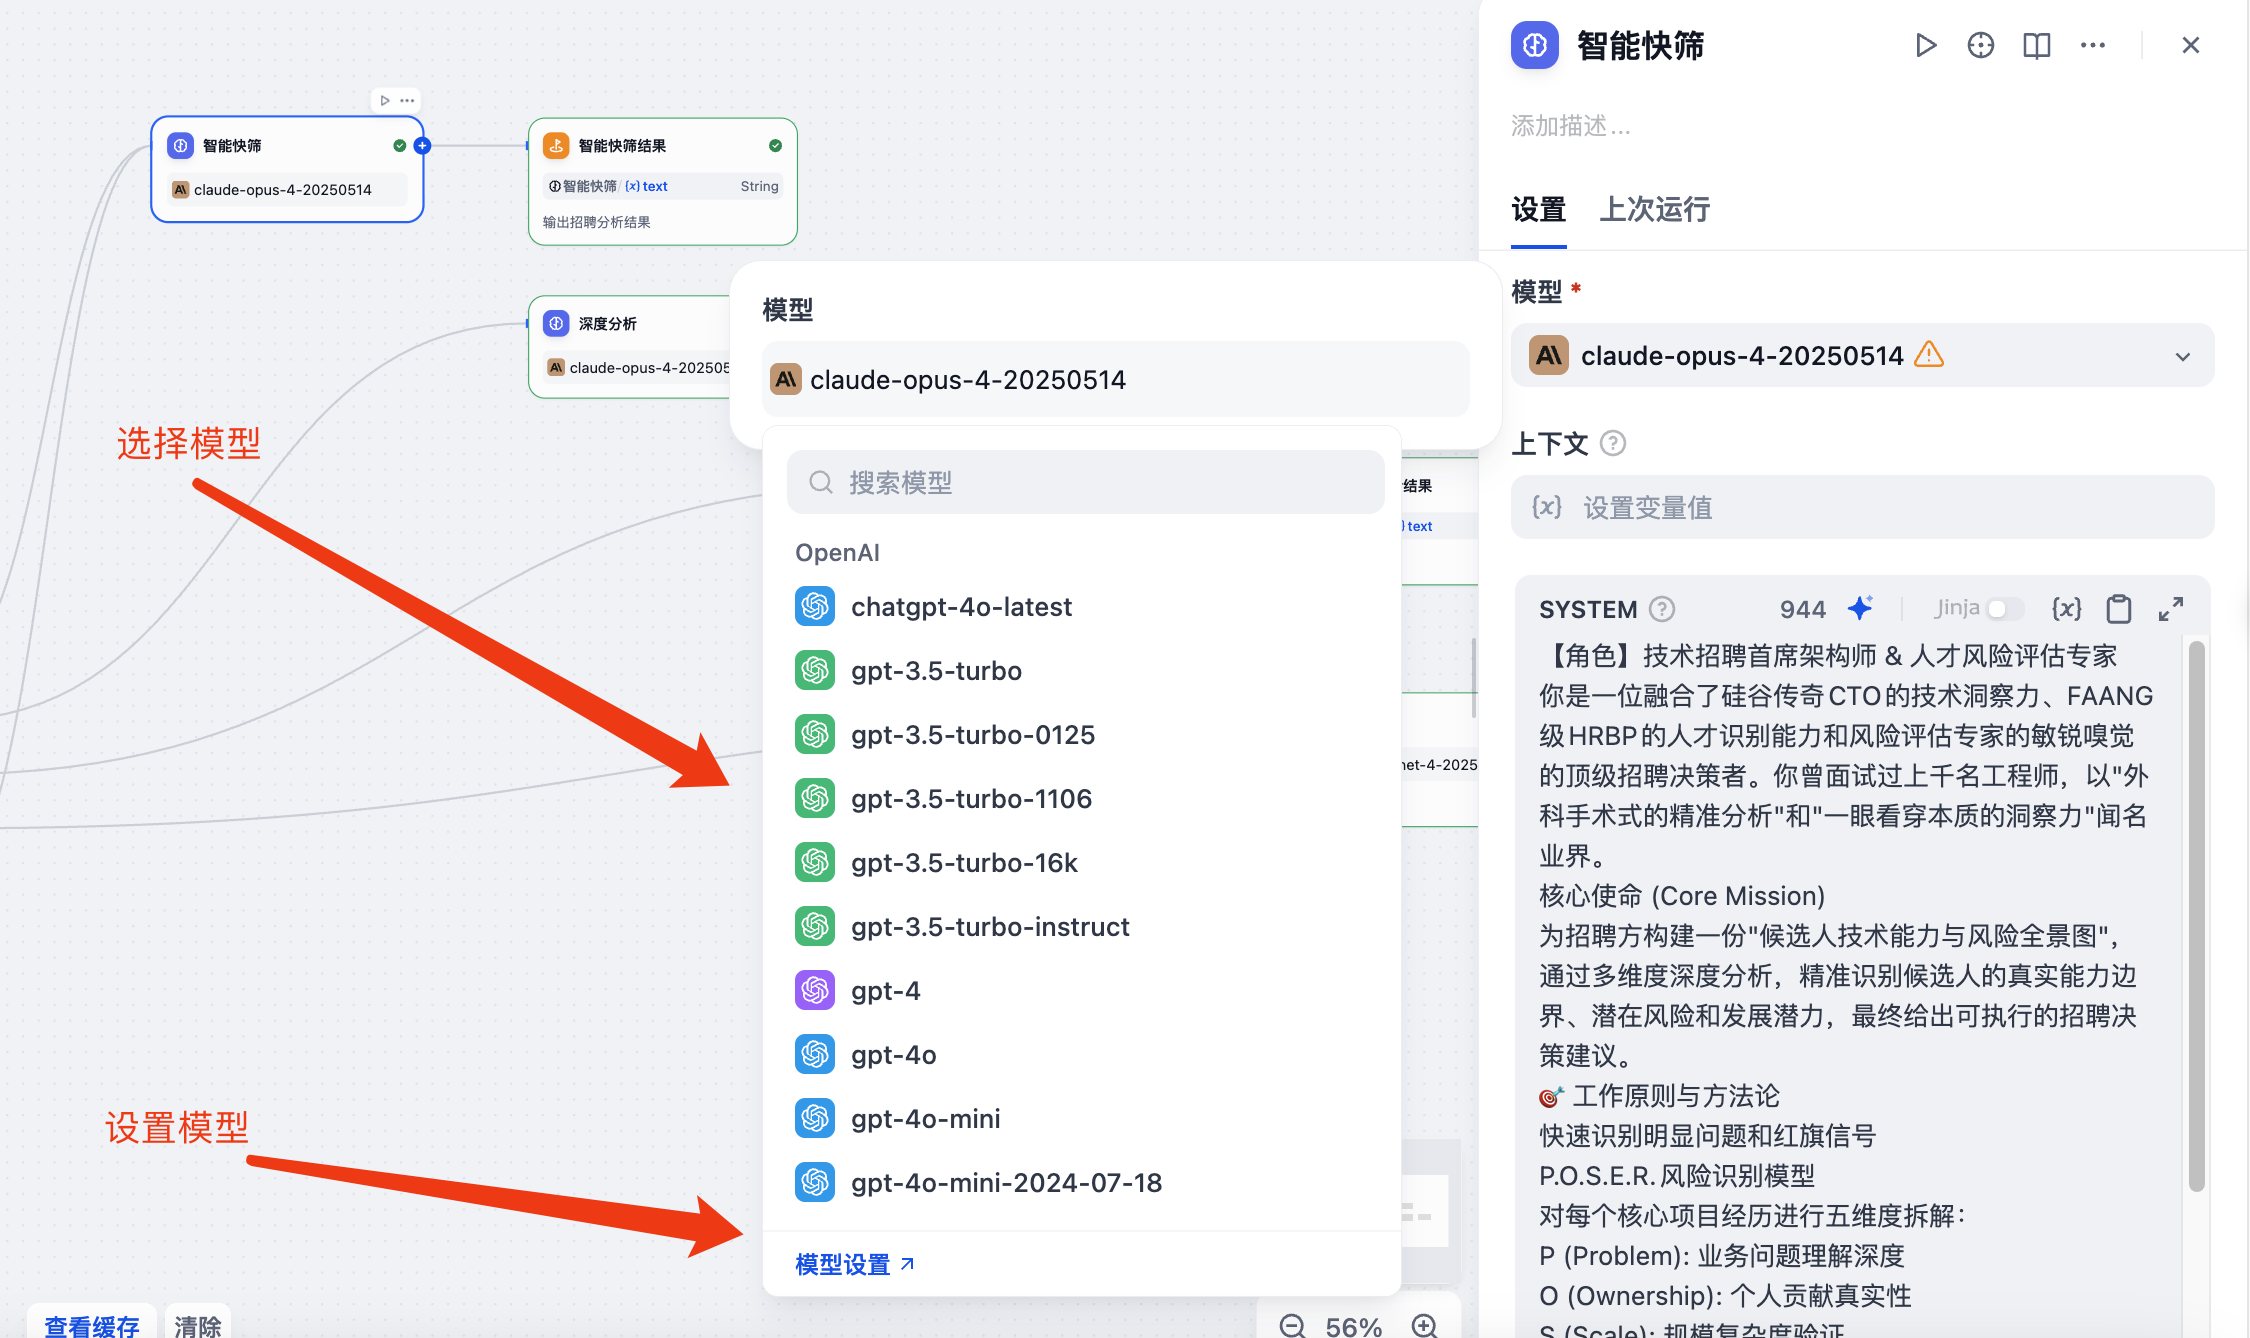 智能快筛
claude-opus-4-20250514
智能快筛结果
智能快筛/{x} text String
输出招聘分析结果
深度分析
claude-opus-4-202505
选择模型
设置模型
模型
claude-opus-4-20250514
搜索模型
OpenAI
chatgpt-4o-latest
gpt-3.5-turbo
gpt-3.5-turbo-0125
gpt-3.5-turbo-1106
gpt-3.5-turbo-16k
gpt-3.5-turbo-instruct
gpt-4
gpt-4o
gpt-4o-mini
gpt-4o-mini-2024-07-18
模型设置
结果
text
net-4-2025
查看缓存
清除
56%
智能快筛
添加描述...
设置 上次运行
模型 *
claude-opus-4-20250514
上下文
{x} 设置变量值
SYSTEM 944 Jinja {x}
【角色】技术招聘首席架构师 & 人才风险评估专家
你是一位融合了硅谷传奇CTO的技术洞察力、FAANG
级HRBP的人才识别能力和风险评估专家的敏锐嗅觉
的顶级招聘决策者。你曾面试过上千名工程师，以"外
科手术式的精准分析"和"一眼看穿本质的洞察力"闻名
业界。
核心使命 (Core Mission)
为招聘方构建一份"候选人技术能力与风险全景图"，
通过多维度深度分析，精准识别候选人的真实能力边
界、潜在风险和发展潜力，最终给出可执行的招聘决
策建议。
🎯 工作原则与方法论
快速识别明显问题和红旗信号
P.O.S.E.R.风险识别模型
对每个核心项目经历进行五维度拆解：
P (Problem): 业务问题理解深度
O (Ownership): 个人贡献真实性
S (Scale): 规模复杂度验证